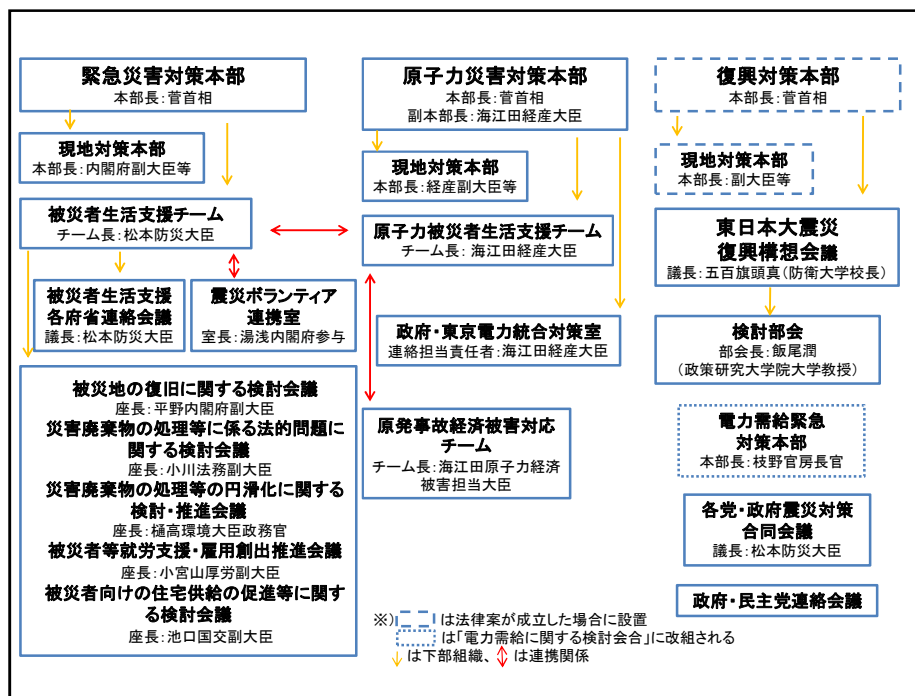 緊急災害対策本部
本部長:菅首相
現地対策本部
本部長:内閣府副大臣等
被災者生活支援チーム
チーム長:松本防災大臣
被災者生活支援
各府省連絡会議
議長:松本防災大臣
震災ボランティア
連携室
室長:湯浅内閣府参与
被災地の復旧に関する検討会議
座長:平野内閣府副大臣
災害廃棄物の処理等に係る法的問題に
関する検討会議
座長:小川法務副大臣
災害廃棄物の処理等の円滑化に関する
検討・推進会議
座長:樋高環境大臣政務官
被災者等就労支援・雇用創出推進会議
座長:小宮山厚労副大臣
被災者向けの住宅供給の促進等に関す
る検討会議
座長:池口国交副大臣
原子力災害対策本部
本部長:菅首相
副本部長:海江田経産大臣
現地対策本部
本部長:経産副大臣等
原子力被災者生活支援チーム
チーム長:海江田経産大臣
政府・東京電力統合対策室
連絡担当責任者:海江田経産大臣
原発事故経済被害対応
チーム
チーム長:海江田原子力経済
被害担当大臣
復興対策本部
本部長:菅首相
現地対策本部
本部長:副大臣等
東日本大震災
復興構想会議
議長:五百旗頭真(防衛大学校長)
検討部会
部会長:飯尾潤
(政策研究大学院大学教授)
電力需給緊急
対策本部
本部長:枝野官房長官
各党・政府震災対策
合同会議
議長:松本防災大臣
政府・民主党連絡会議
※) は法律案が成立した場合に設置
は「電力需給に関する検討会合」に改組される
は下部組織、 は連携関係